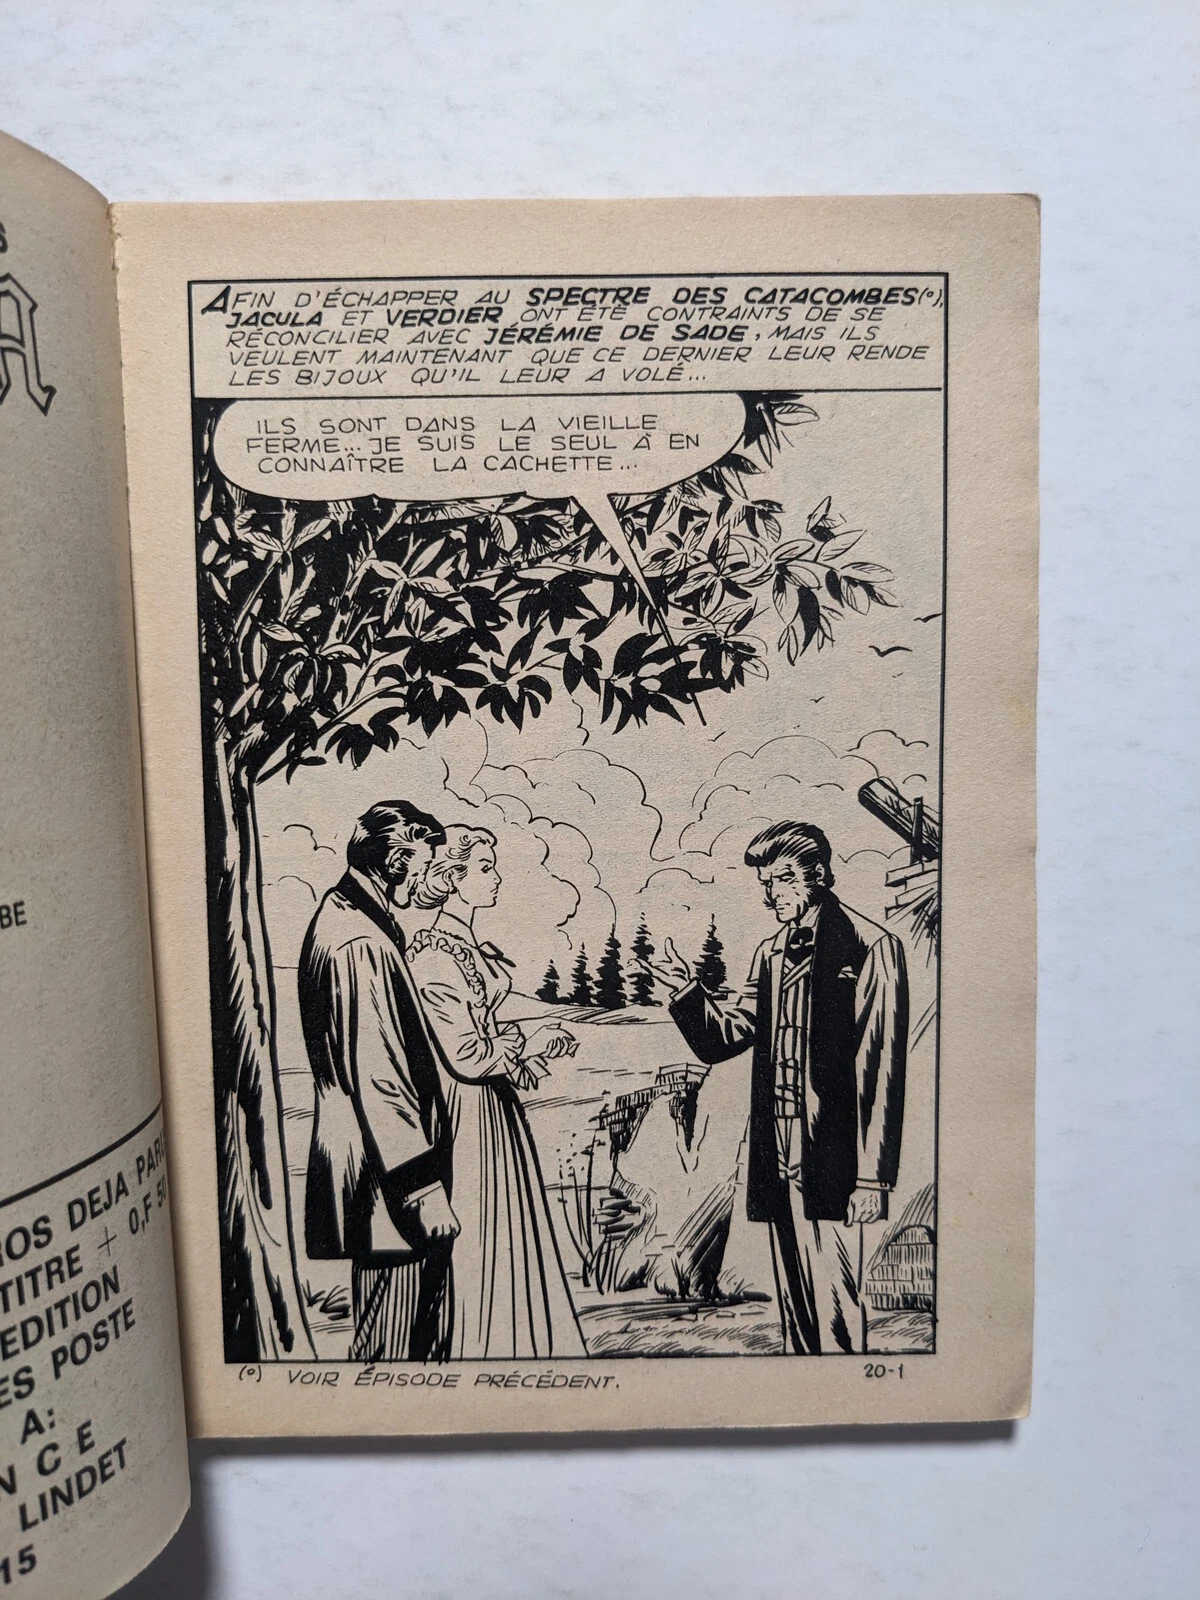 AFIN D'ÉCHAPPER AU SPECTRE DES CATACOMBES(°),
JACULA ET VERDIER ONT ÉTÉ CONTRAINTS DE SE
RÉCONCILIER AVEC JÉRÉMIE DE SADE, MAIS ILS
VEULENT MAINTENANT QUE CE DERNIER LEUR RENDE
LES BIJOUX QU'IL LEUR A VOLÉ...
ILS SONT DANS LA VIEILLE
FERME... JE SUIS LE SEUL À EN
CONNAÎTRE LA CACHETTE...
(°) VOIR ÉPISODE PRÉCÉDENT.
20-1
BE
ROS DEJA PARU
TITRE + 0,F 50
EDITION
ES POSTE
A:
NCE
LINDET
15